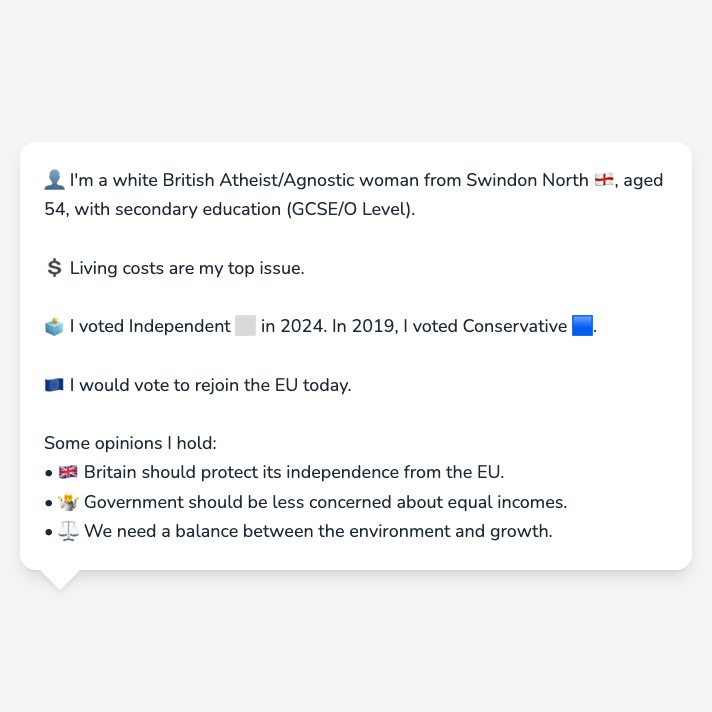 👤 I'm a white British Atheist/Agnostic woman from Swindon North 🏴󠁧󠁢󠁥󠁮󠁧󠁿, aged
54, with secondary education (GCSE/O Level).
💲 Living costs are my top issue.
🗳️ I voted Independent ⬜ in 2024. In 2019, I voted Conservative 🟦.
🇪🇺 I would vote to rejoin the EU today.
Some opinions I hold:
• 🇬🇧 Britain should protect its independence from the EU.
• 🤷 Government should be less concerned about equal incomes.
• ⚖️ We need a balance between the environment and growth.